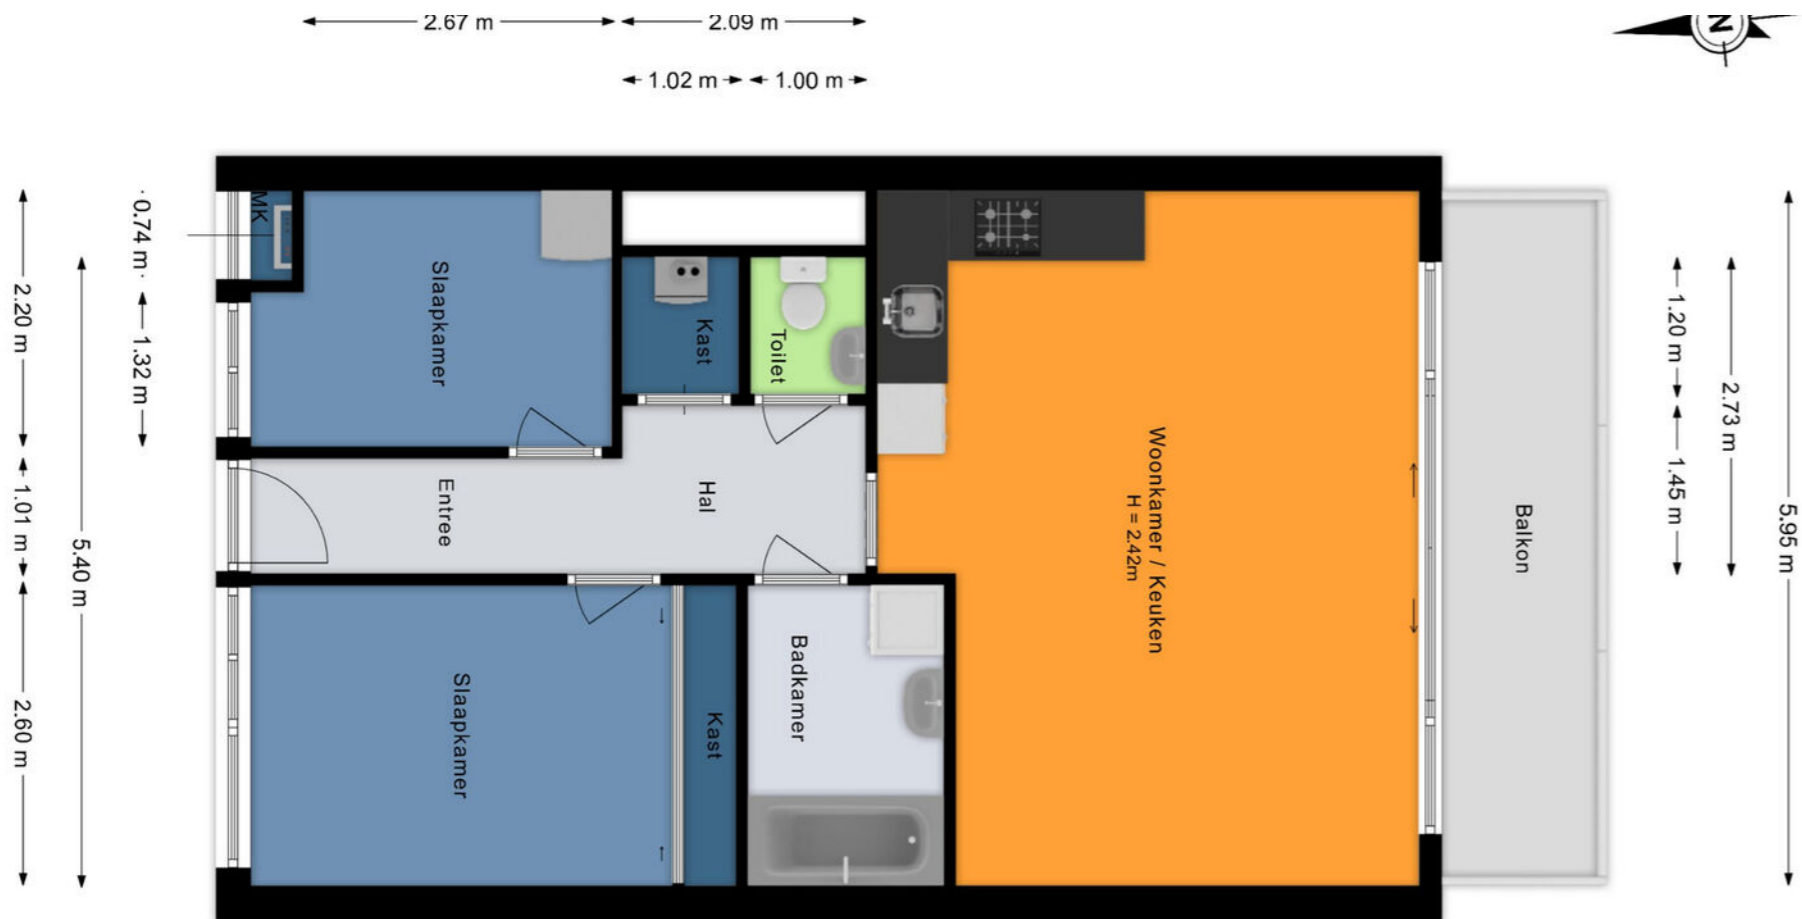 2.67 m
2.09 m
1.02 m
1.00 m
N
MK
0.74 m
2.20 m
1.32 m
Slaapkamer
Kast
Toilet
1.20 m
2.73 m
Entree
Hal
Woonkamer / Keuken
H = 2.42m
Balkon
1.45 m
5.95 m
1.01 m
5.40 m
2.60 m
Slaapkamer
Kast
Badkamer